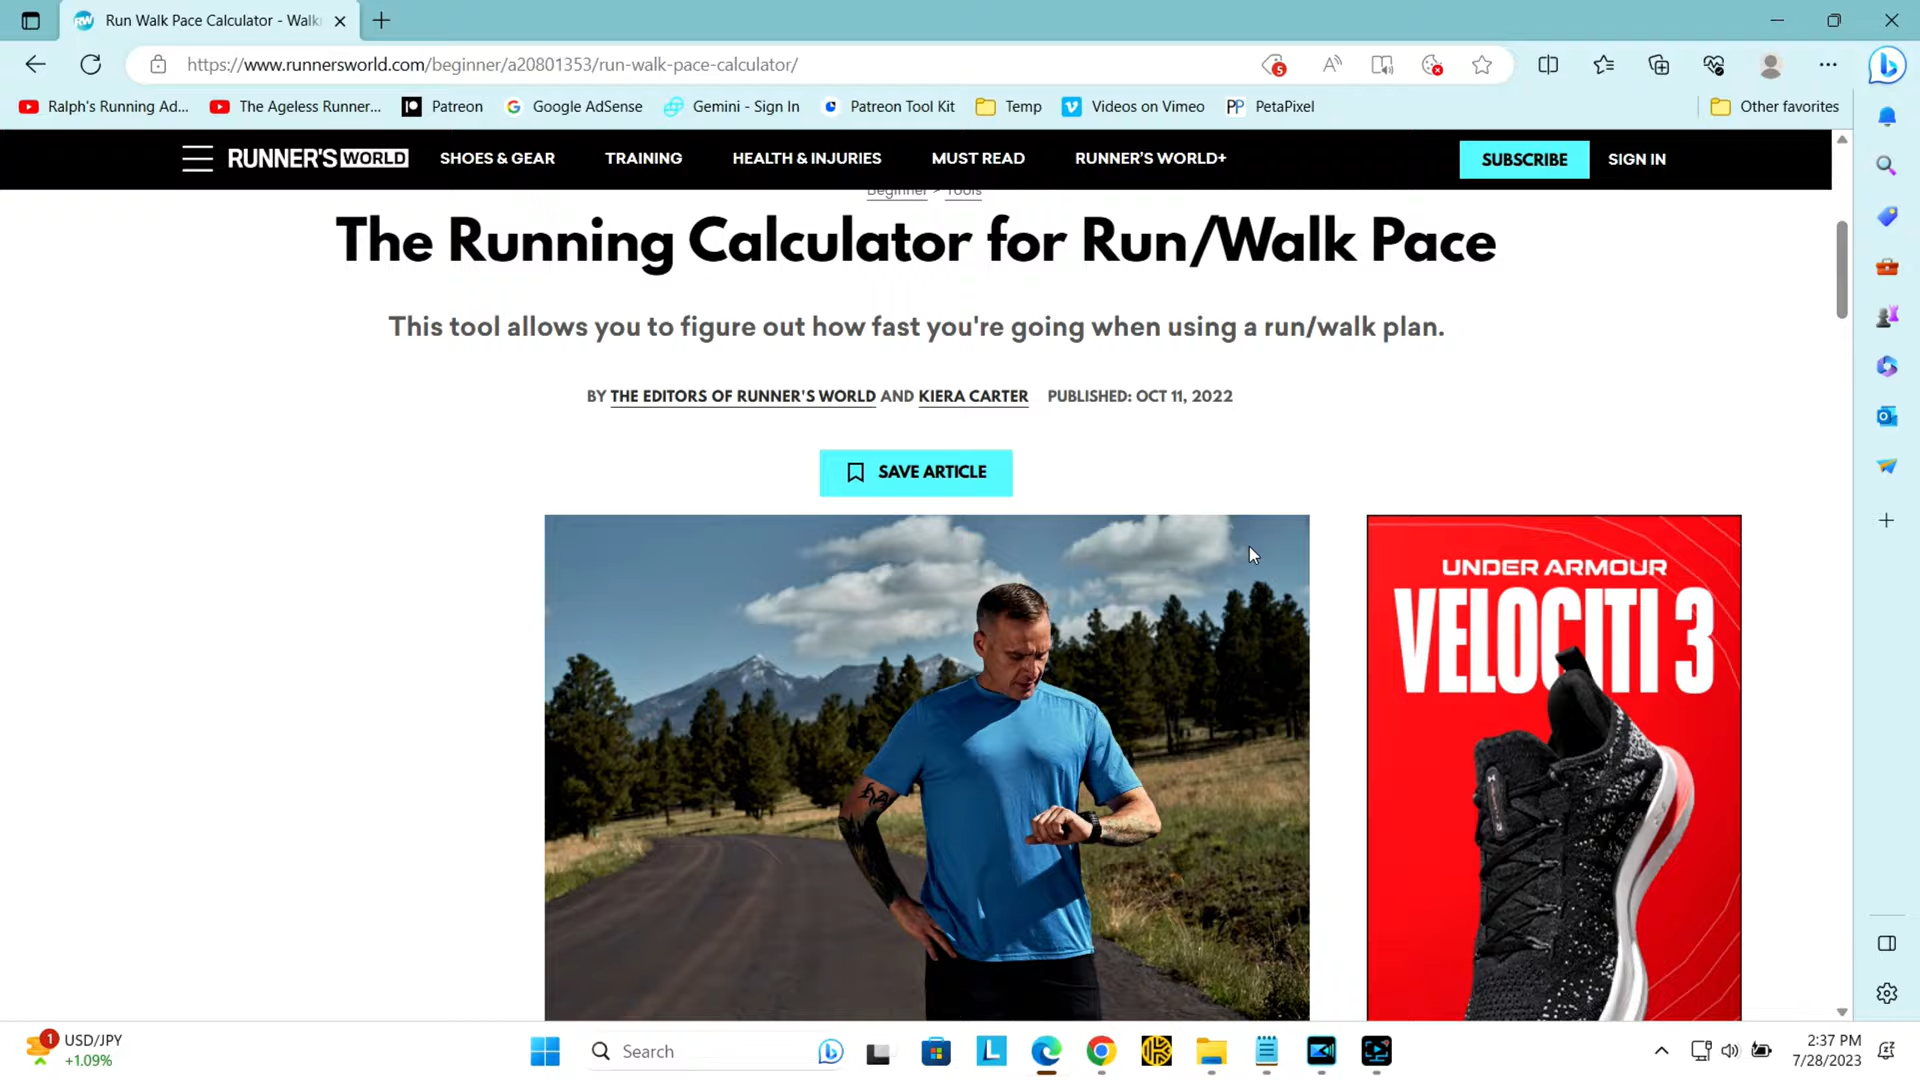 Run Walk Pace Calculator - Walk
https://www.runnersworld.com/beginner/a20801353/run-walk-pace-calculator/
5
Ralph's Running Ad...
The Ageless Runner...
Patreon
Google AdSense
Gemini - Sign In
Patreon Tool Kit
Temp
Videos on Vimeo
PP PetaPixel
Other favorites
RUNNER'S WORLD
SHOES & GEAR
TRAINING
HEALTH & INJURIES
MUST READ
RUNNER'S WORLD+
SUBSCRIBE
SIGN IN
Beginner > Tools
The Running Calculator for Run/Walk Pace
This tool allows you to figure out how fast you're going when using a run/walk plan.
BY THE EDITORS OF RUNNER'S WORLD AND KIERA CARTER PUBLISHED: OCT 11, 2022
SAVE ARTICLE
UNDER ARMOUR
VELOCITI 3
1
USD/JPY
+1.09%
Search
L
2:37 PM
7/28/2023